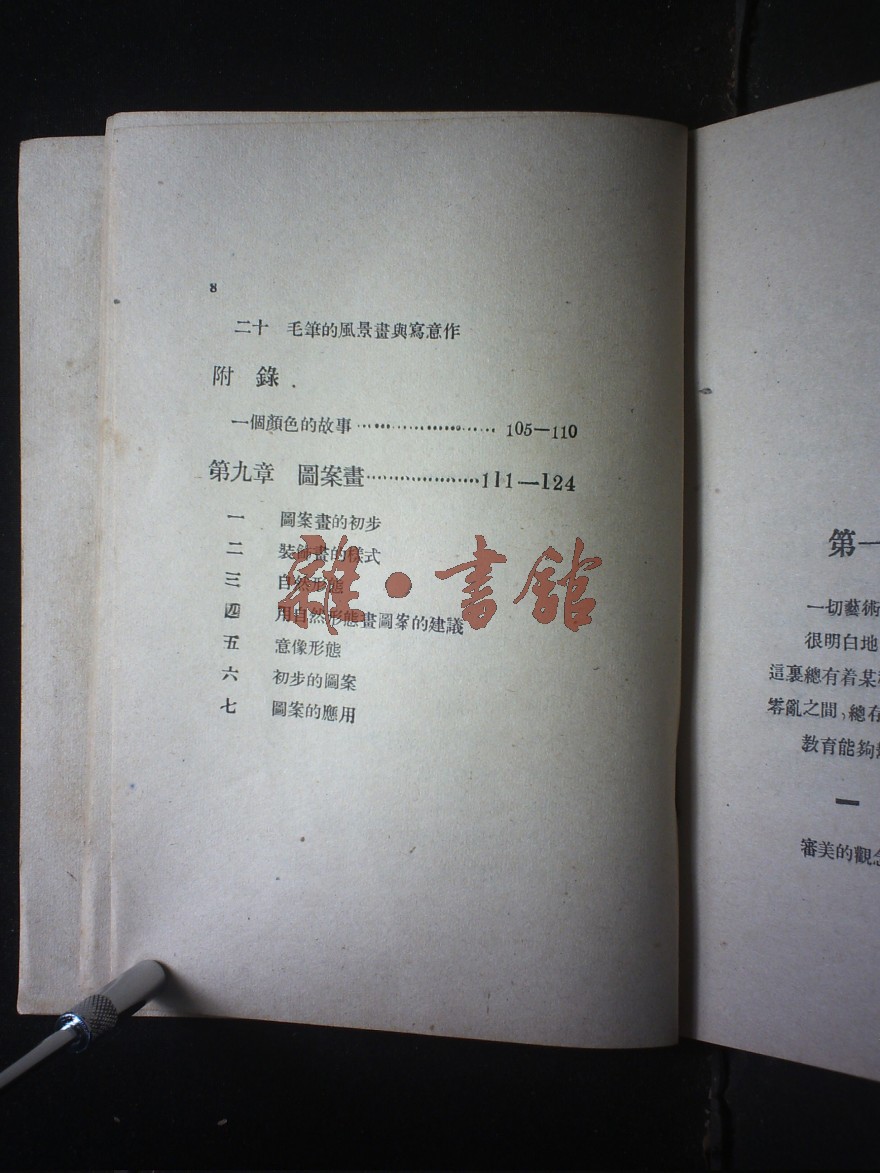 8
二十 毛筆的風景畫與寫意作
附 錄
一個顏色的故事……………………105—110
第九章 圖案畫…………………111—124
一 圖案畫的初步
二 裝飾畫的樣式
三 自然形態
四 用自然形態畫圖案的建議
五 意像形態
六 初步的圖案
七 圖案的應用
雜·書館
第一
一切藝術
很明白地
這裏總有着某
零亂之間,總有
教育能夠
一
審美的觀念